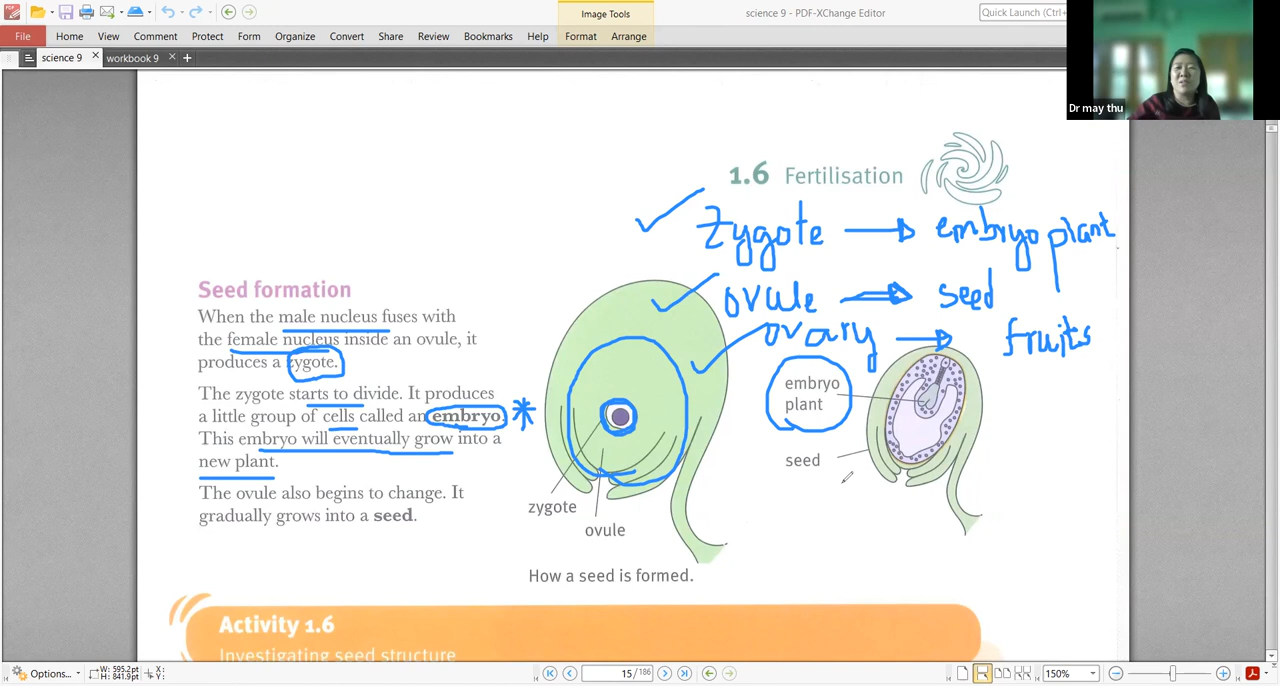 Image Tools
science 9 - PDF-XChange Editor
Quick Launch (Ctrl+
File Home View Comment Protect Form Organize Convert Share Review Bookmarks Help Format Arrange
science 9 workbook 9
Dr may thu
1.6 Fertilisation
Zygote embryo plant
ovule seed
ovary fruits
Seed formation
When the male nucleus fuses with
the female nucleus inside an ovule, it
produces a zygote.
The zygote starts to divide. It produces
a little group of cells called an embryo.
This embryo will eventually grow into a
new plant.
The ovule also begins to change. It
gradually grows into a seed.
zygote
ovule
embryo
plant
seed
How a seed is formed.
Activity 1.6
Investigating seed structure
Options... W: 595.2pt X:
H: 841.9pt Y:
15 / 186
150%